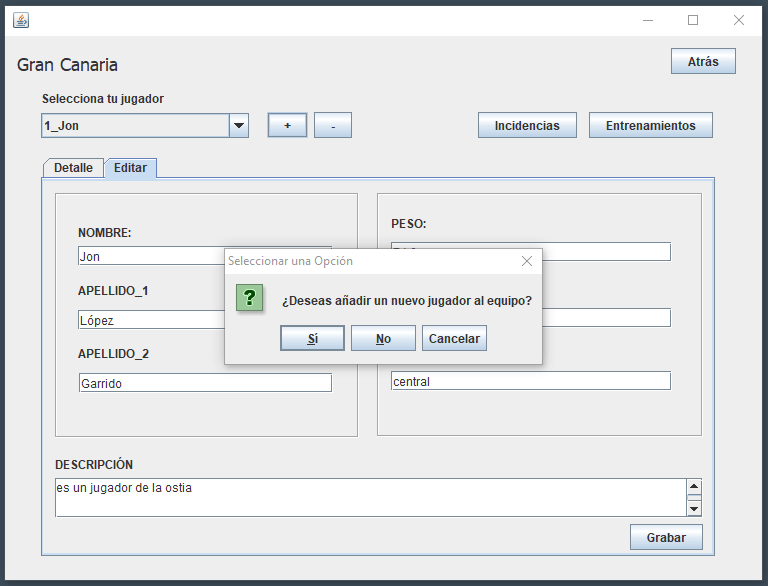 Gran Canaria
Atrás
Selecciona tu jugador
1_Jon
+
-
Incidencias
Entrenamientos
Detalle
Editar
NOMBRE:
Jon
APELLIDO_1
López
APELLIDO_2
Garrido
PESO:
central
Seleccionar una Opción
?
¿Deseas añadir un nuevo jugador al equipo?
Sí
No
Cancelar
DESCRIPCIÓN
es un jugador de la ostia
Grabar